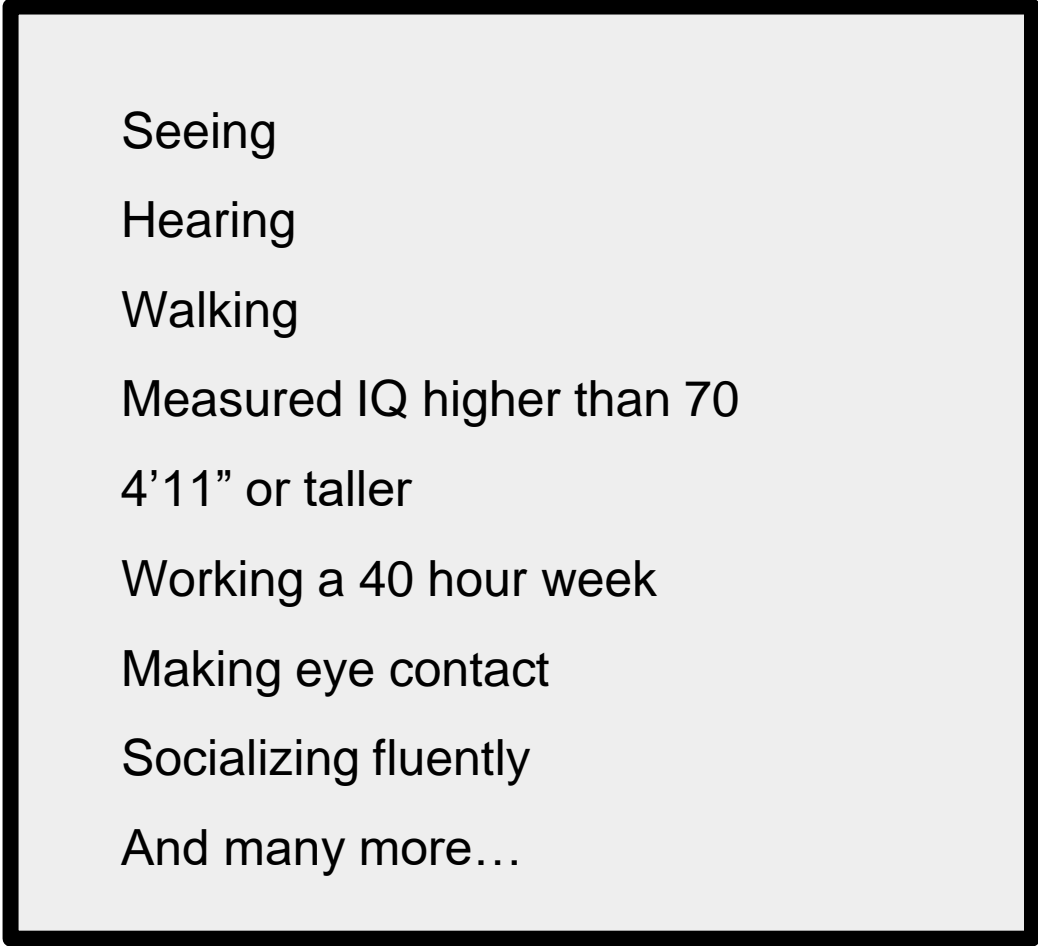 Seeing
Hearing
Walking
Measured IQ higher than 70
4’11” or taller
Working a 40 hour week
Making eye contact
Socializing fluently
And many more…